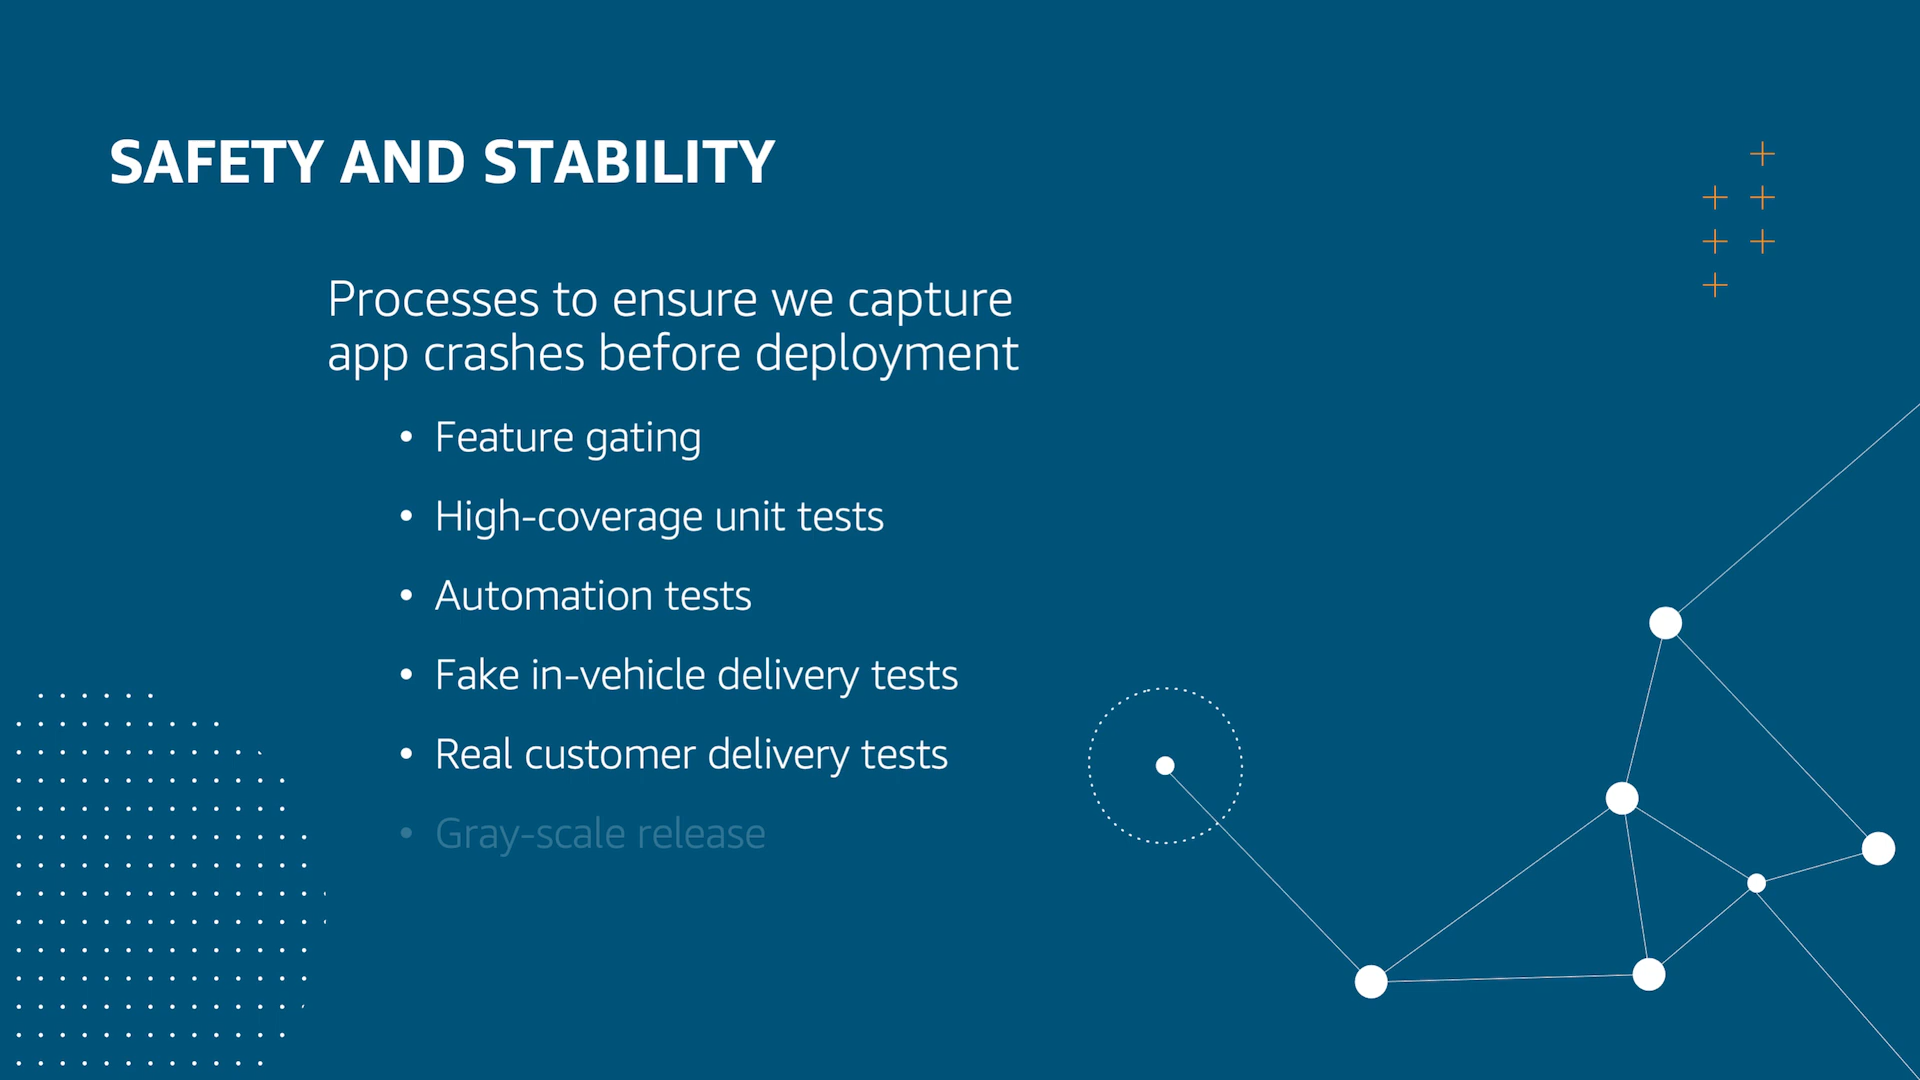 SAFETY AND STABILITY
Processes to ensure we capture
app crashes before deployment
• Feature gating
• High-coverage unit tests
• Automation tests
• Fake in-vehicle delivery tests
• Real customer delivery tests
• Gray-scale release